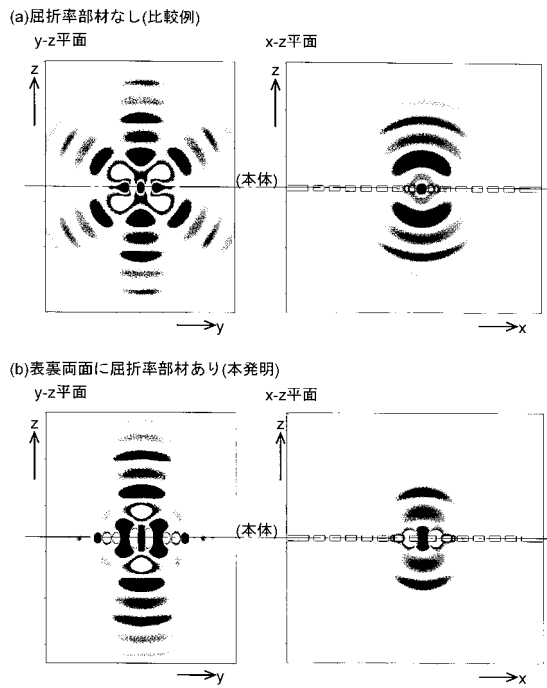 (a)屈折率部材なし(比較例)
y-z平面
x-z平面
z
z
(本体)
y
x
(b)表裏両面に屈折率部材あり(本発明)
y-z平面
x-z平面
z
z
(本体)
y
x